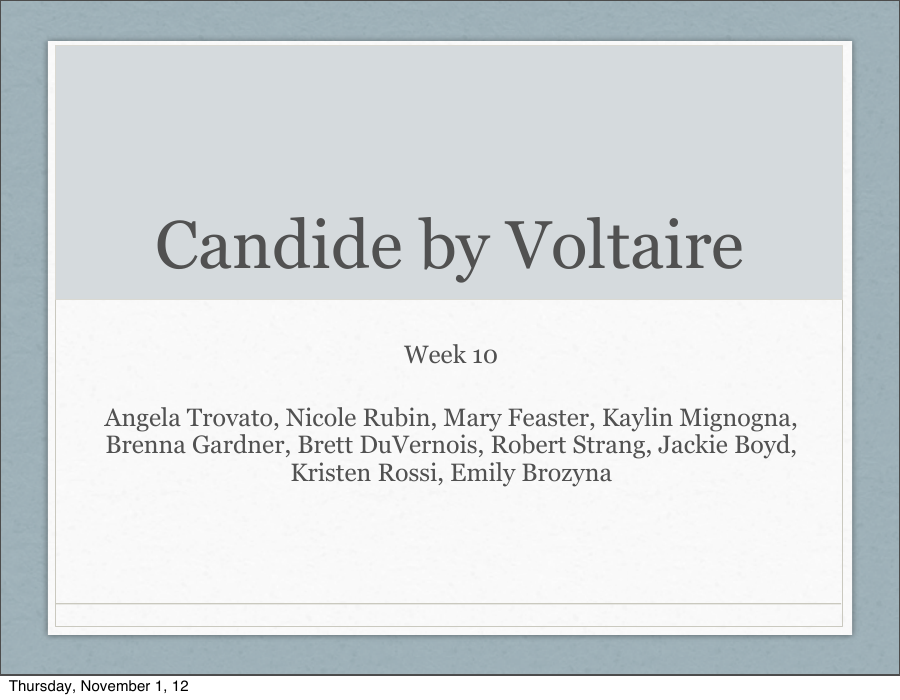 Candide by Voltaire
Week 10
Angela Trovato, Nicole Rubin, Mary Feaster, Kaylin Mignogna,
Brenna Gardner, Brett DuVernois, Robert Strang, Jackie Boyd,
Kristen Rossi, Emily Brozyna
Thursday, November 1, 12